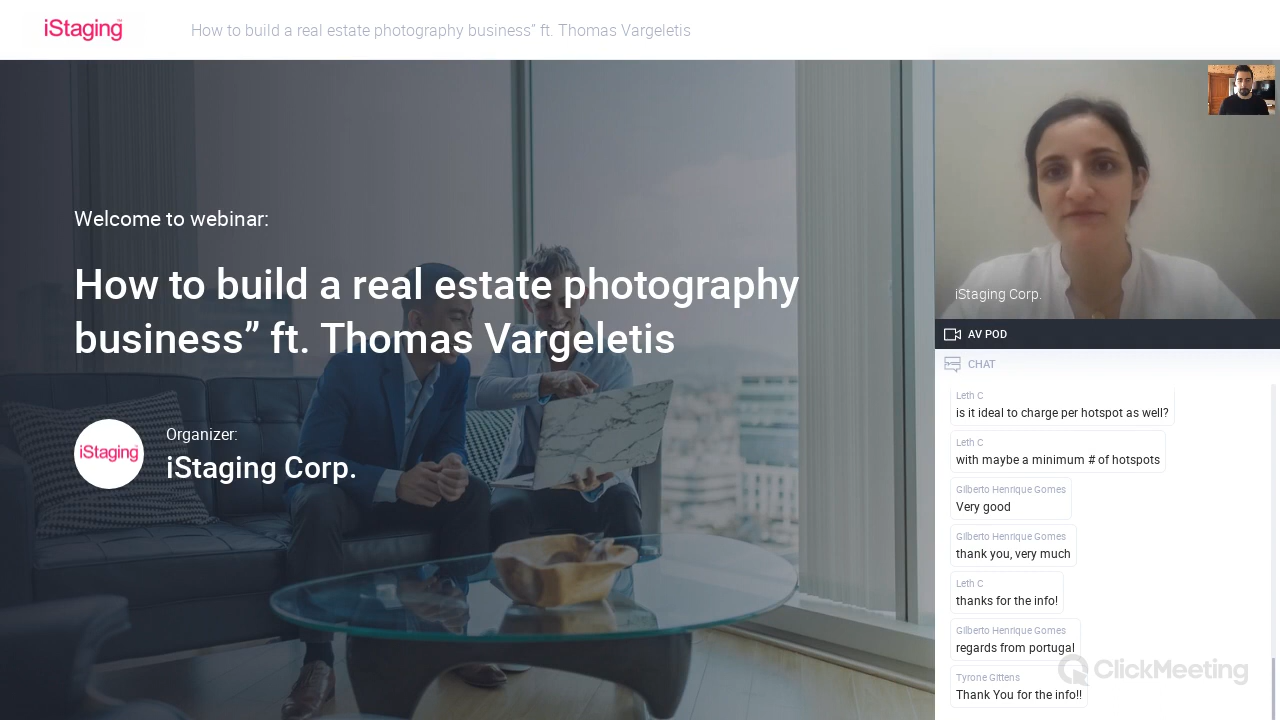 iStaging
How to build a real estate photography business” ft. Thomas Vargeletis
Welcome to webinar:
How to build a real estate photography
business” ft. Thomas Vargeletis
iStaging
Organizer:
iStaging Corp.
iStaging Corp.
AV POD
CHAT
Leth C
is it ideal to charge per hotspot as well?
Leth C
with maybe a minimum # of hotspots
Gilberto Henrique Gomes
Very good
Gilberto Henrique Gomes
thank you, very much
Leth C
thanks for the info!
Gilberto Henrique Gomes
regards from portugal
Tyrone Gittens
Thank You for the info!!
ClickMeeting